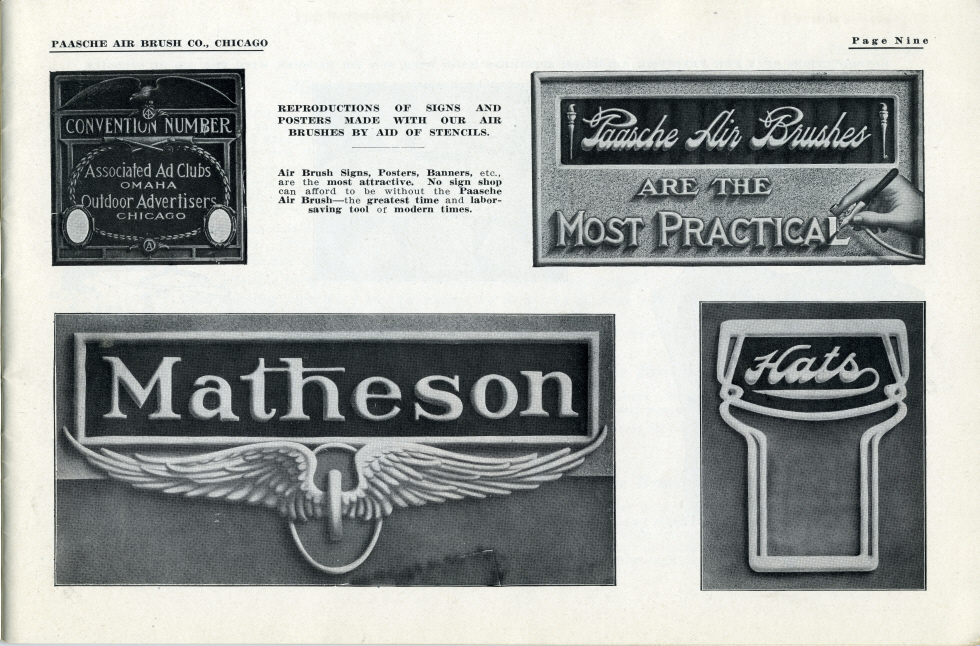 PAASCHE AIR BRUSH CO., CHICAGO
Page Nine
CONVENTION NUMBER
Associated Ad Clubs
OMAHA
Outdoor Advertisers
CHICAGO
A
REPRODUCTIONS OF SIGNS AND
POSTERS MADE WITH OUR AIR
BRUSHES BY AID OF STENCILS.
Air Brush Signs, Posters, Banners, etc.,
are the most attractive. No sign shop
can afford to be without the Paasche
Air Brush—the greatest time and labor-
saving tool of modern times.
Paasche Air Brushes
ARE THE
MOST PRACTICAL
Matheson
Hats